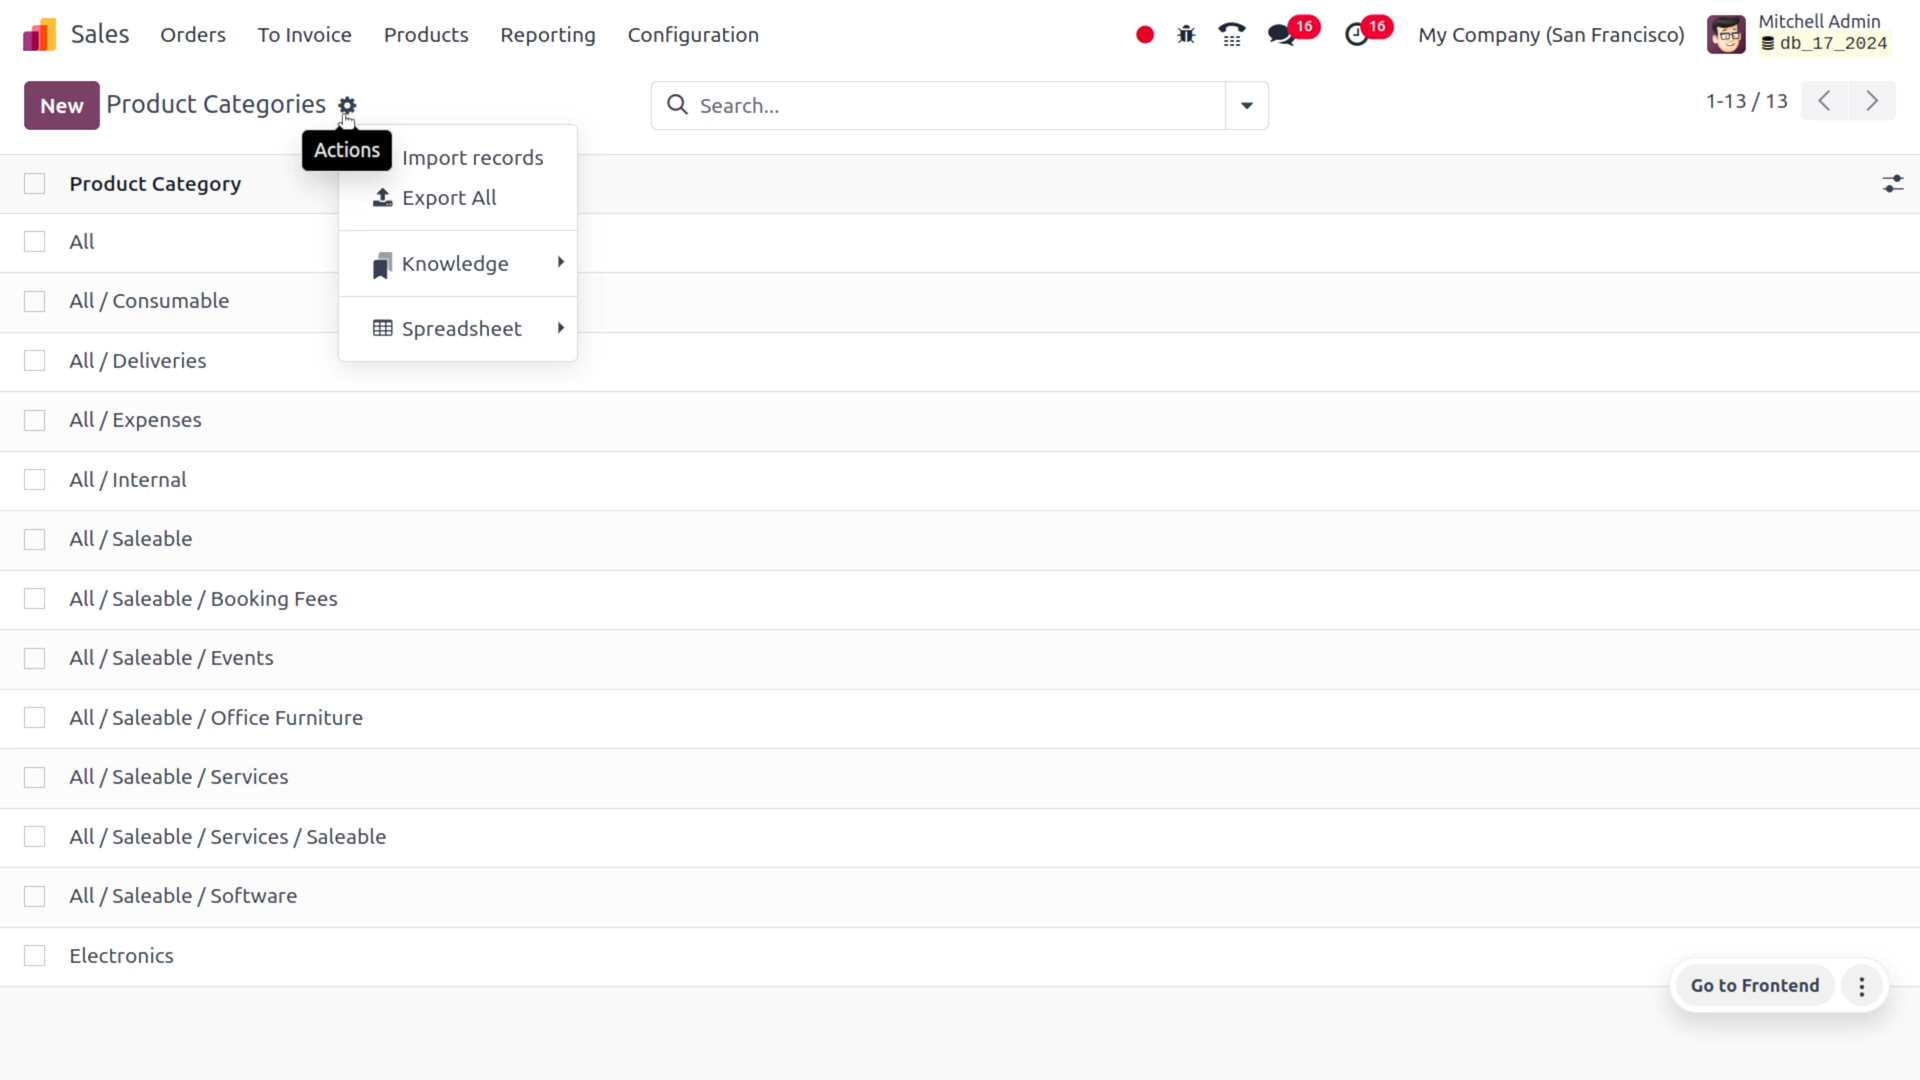 Sales Orders To Invoice Products Reporting Configuration 16 16 My Company (San Francisco) Mitchell Admin
db_17_2024
New Product Categories Search... 1-13 / 13
Actions
Import records
Export All
Knowledge
Spreadsheet
Product Category
All
All / Consumable
All / Deliveries
All / Expenses
All / Internal
All / Saleable
All / Saleable / Booking Fees
All / Saleable / Events
All / Saleable / Office Furniture
All / Saleable / Services
All / Saleable / Services / Saleable
All / Saleable / Software
Electronics
Go to Frontend